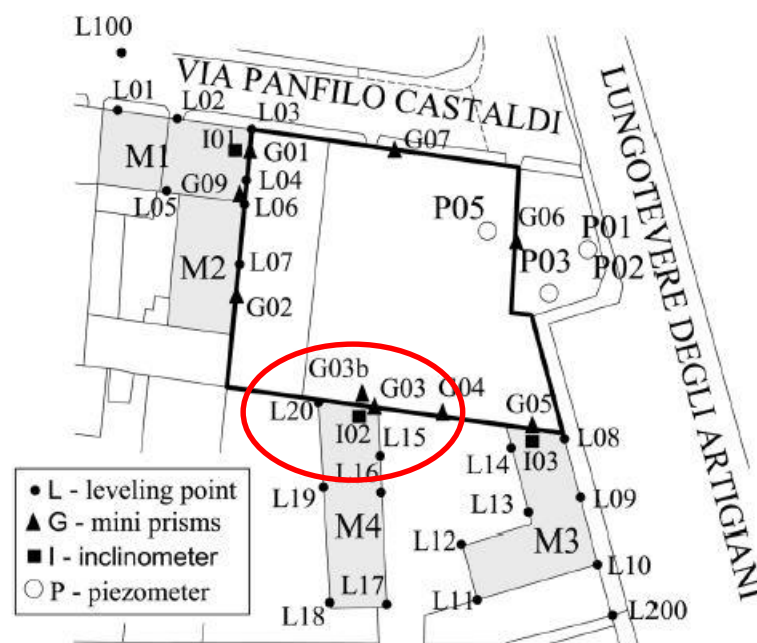 L100
VIA PANFILO CASTALDI
LUNGOTEVERE DEGLI ARTIGIANI
L01
L02
L03
I01
G01
G07
M1
G09
L04
L05
L06
P05
G06
P01
P02
P03
M2
L07
G02
G03b
G03
G04
G05
L20
I02
L15
L08
L14
I03
L16
L19
L13
L09
M4
L12
M3
L10
L18
L17
L11
L200
L - leveling point
G - mini prisms
I - inclinometer
P - piezometer